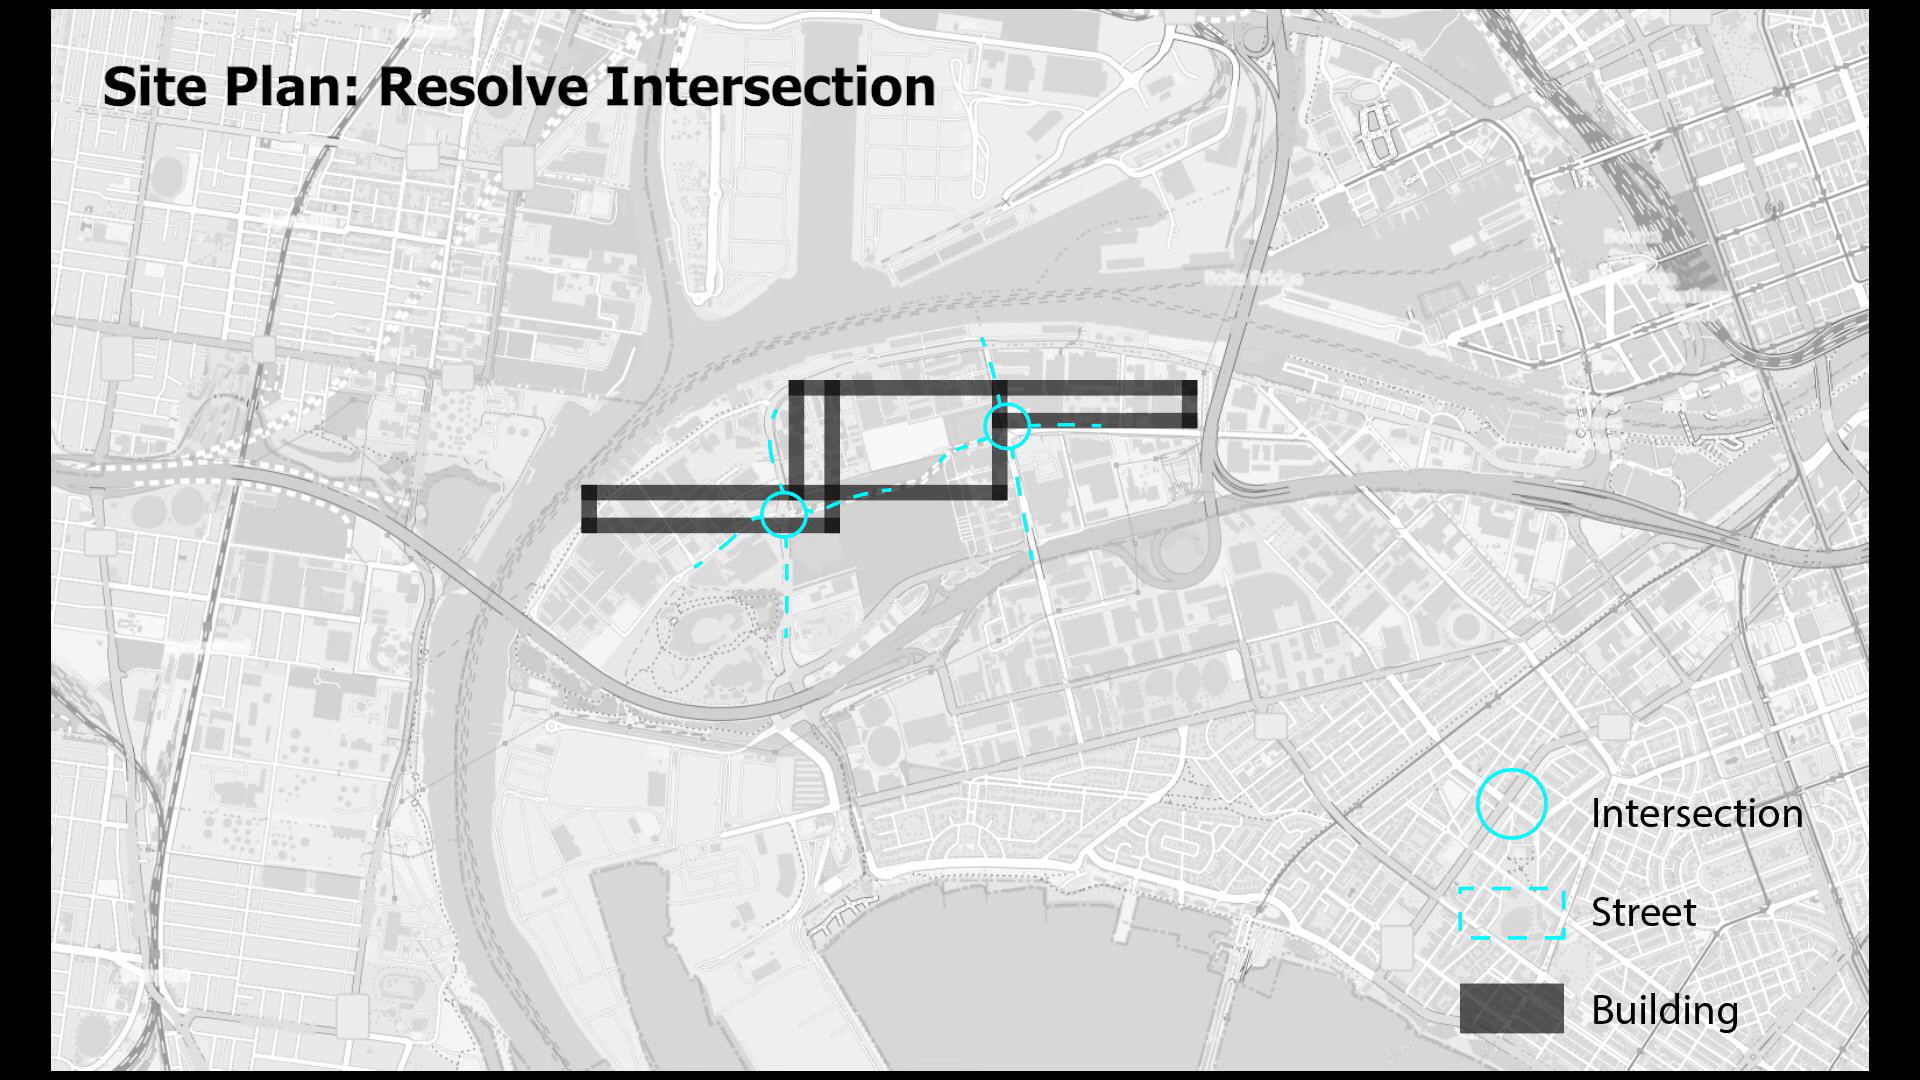 Site Plan: Resolve Intersection
Intersection
Street
Building